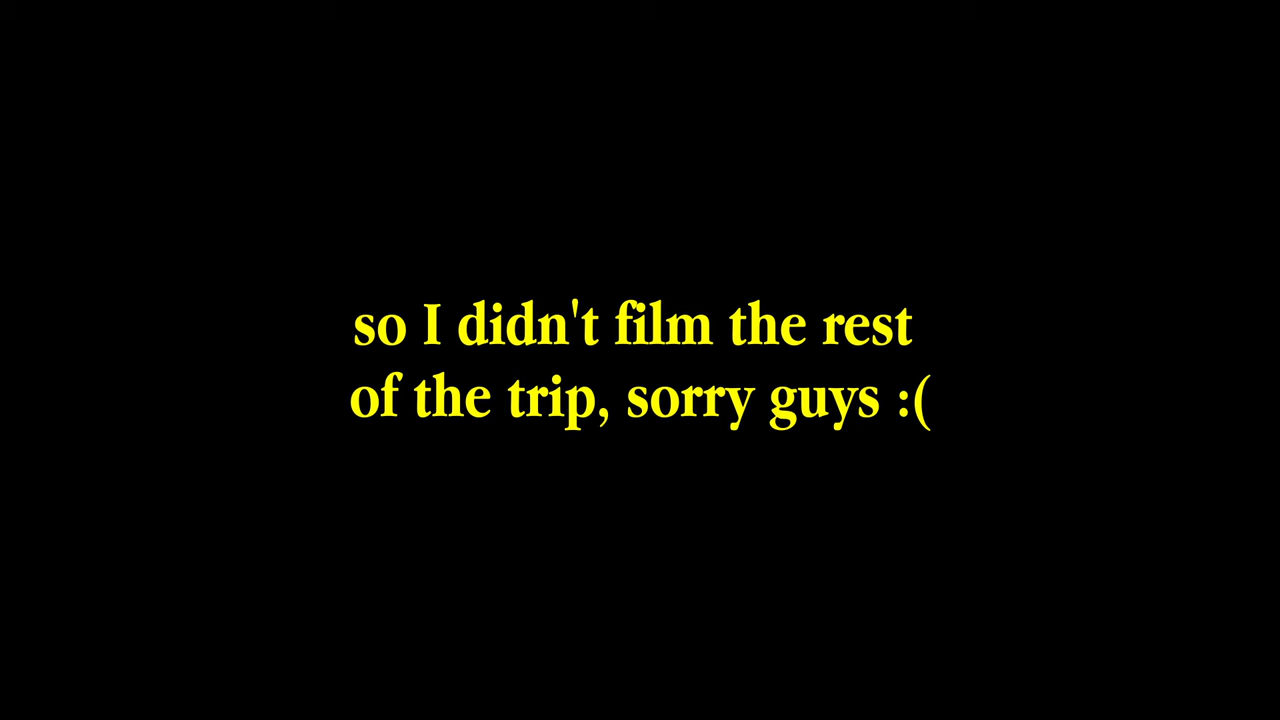 so I didn't film the rest
of the trip, sorry guys :(